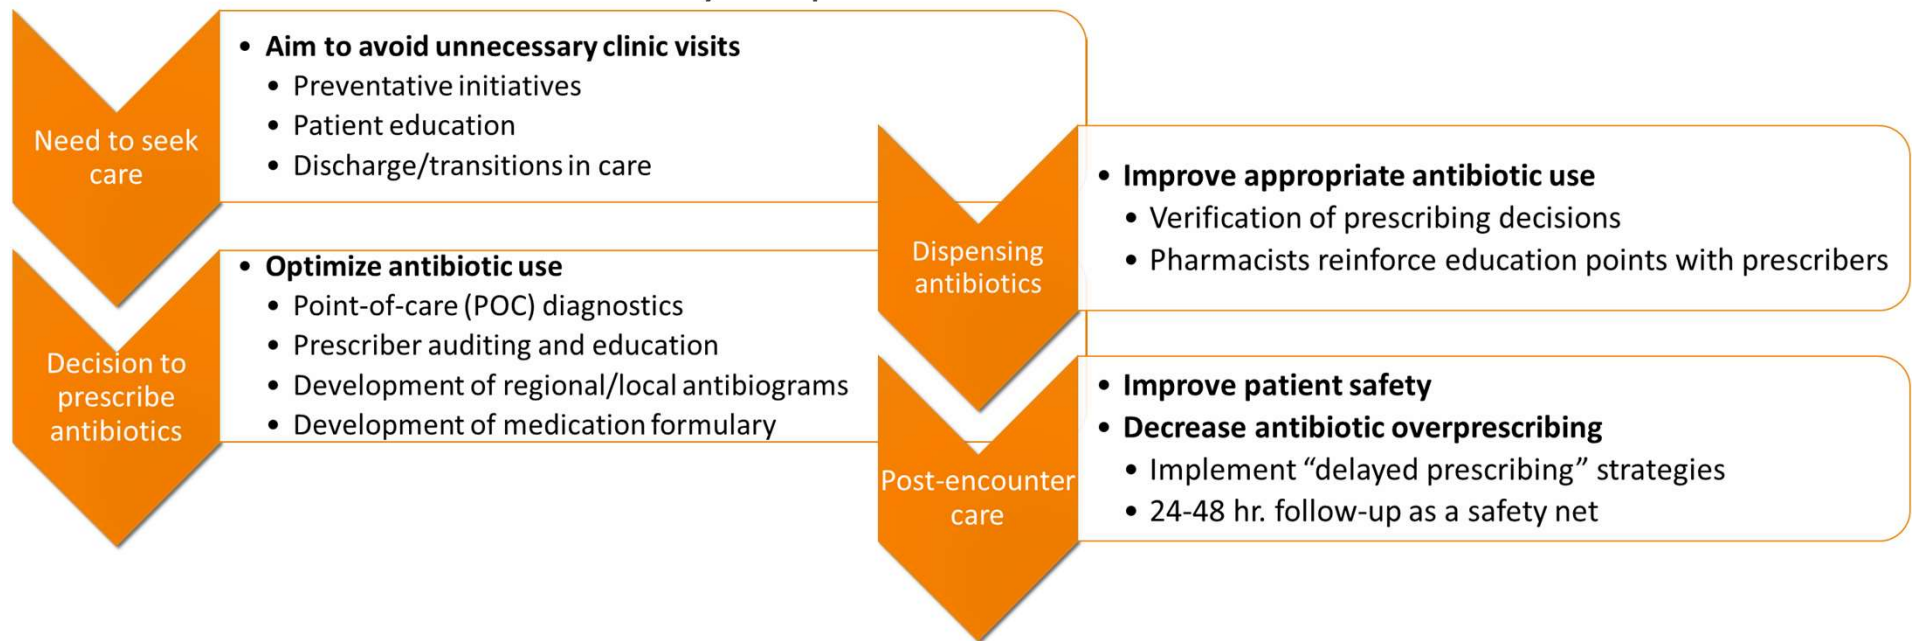 Need to seek
care
• Aim to avoid unnecessary clinic visits
• Preventative initiatives
• Patient education
• Discharge/transitions in care
Decision to
prescribe
antibiotics
• Optimize antibiotic use
• Point-of-care (POC) diagnostics
• Prescriber auditing and education
• Development of regional/local antibiograms
• Development of medication formulary
Dispensing
antibiotics
• Improve appropriate antibiotic use
• Verification of prescribing decisions
• Pharmacists reinforce education points with prescribers
Post-encounter
care
• Improve patient safety
• Decrease antibiotic overprescribing
• Implement “delayed prescribing” strategies
• 24-48 hr. follow-up as a safety net